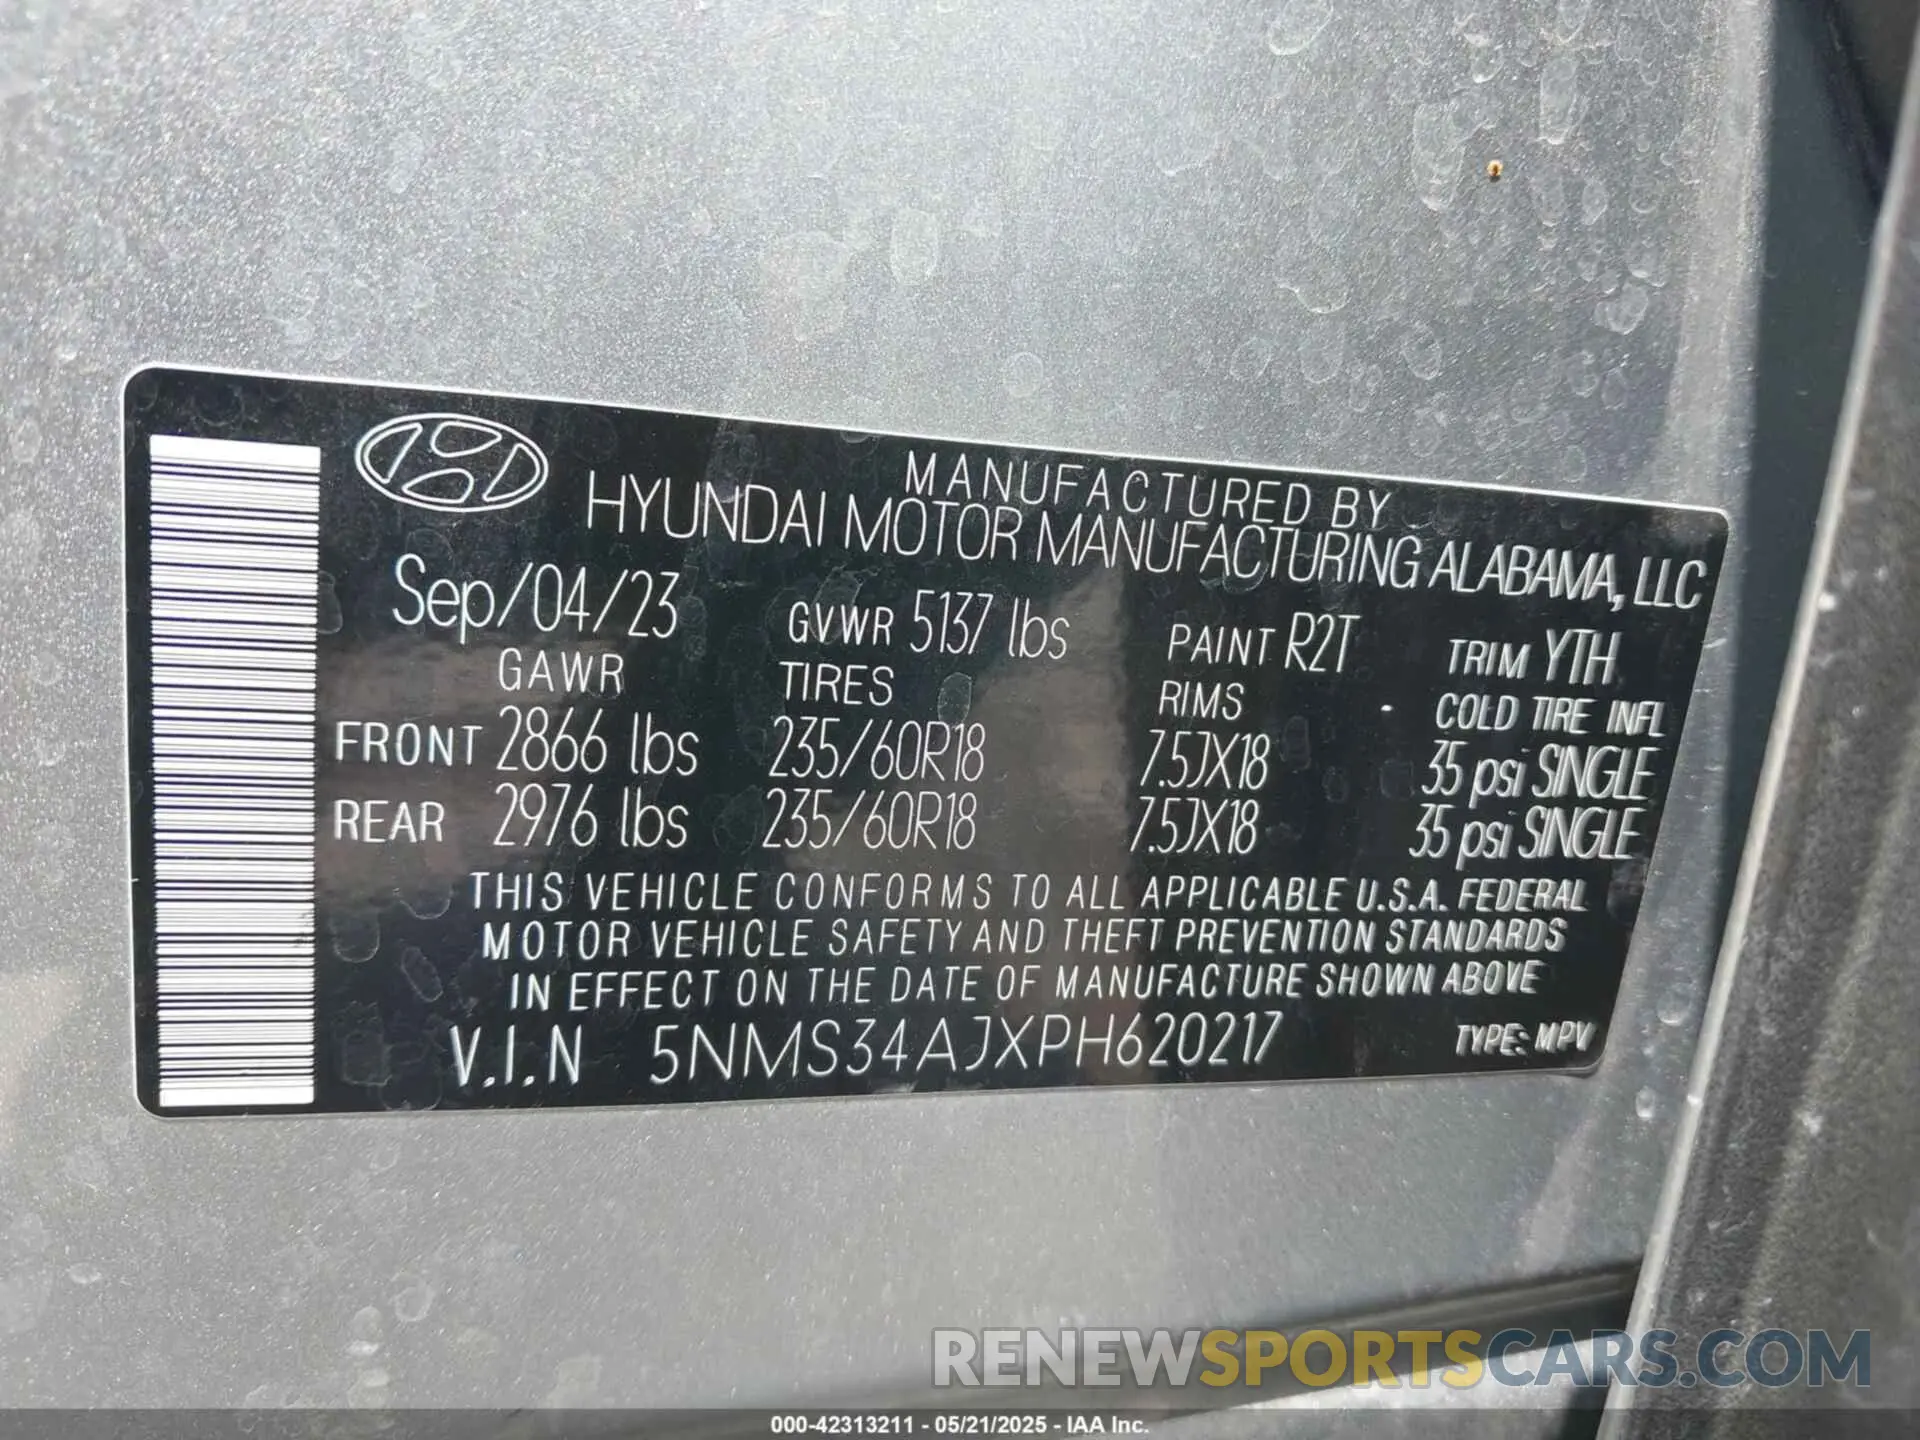 MANUFACTURED BY
HYUNDAI MOTOR MANUFACTURING ALABAMA, LLC
Sep/04/23 GVWR 5137 lbs PAINT R2T TRIM YTH
GAWR TIRES RIMS COLD TIRE INFL
FRONT 2866 lbs 235/60R18 7.5JX18 35 psi SINGLE
REAR 2976 lbs 235/60R18 7.5JX18 35 psi SINGLE
THIS VEHICLE CONFORMS TO ALL APPLICABLE U.S.A. FEDERAL
MOTOR VEHICLE SAFETY AND THEFT PREVENTION STANDARDS
IN EFFECT ON THE DATE OF MANUFACTURE SHOWN ABOVE
V.I.N 5NMS34AJXPH620217 TYPE: MPV
RENEWSPORTSCARS.COM
000-42313211 - 05/21/2025 - IAA Inc.